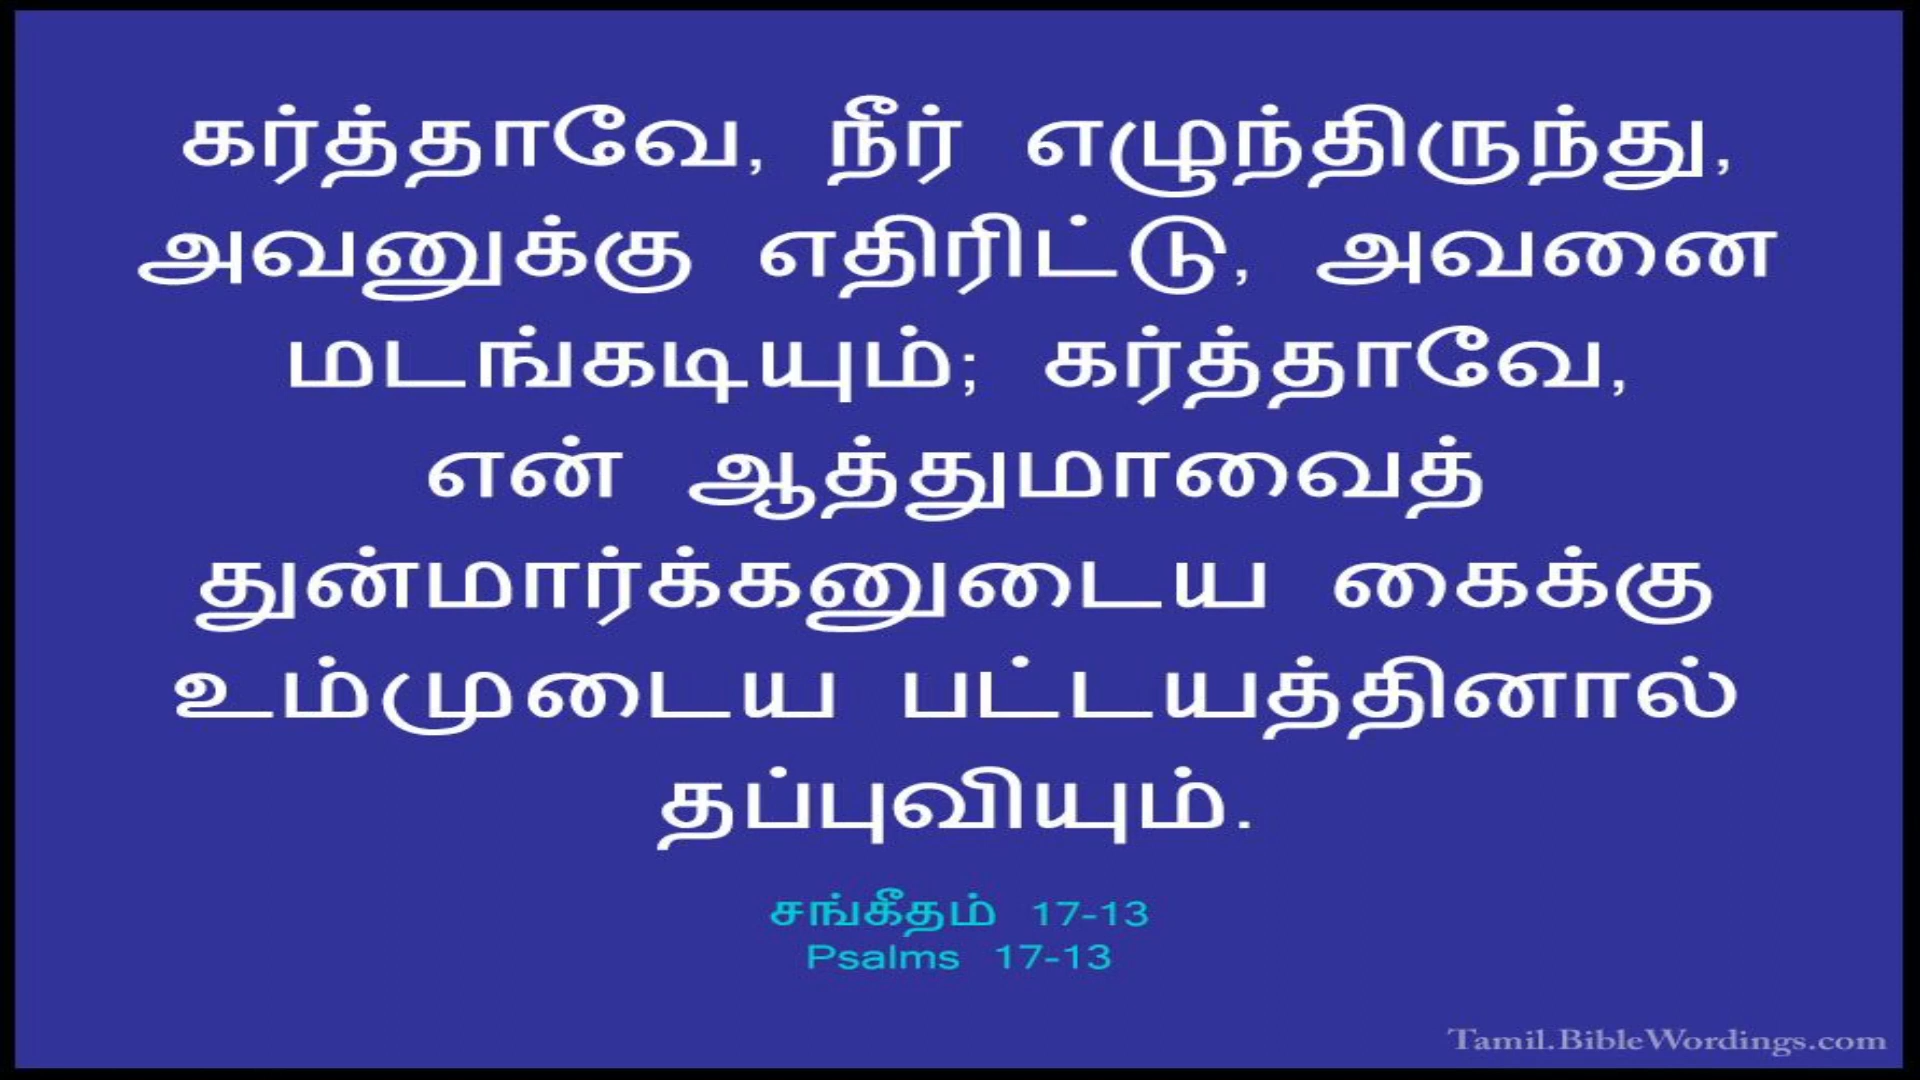 கர்த்தாவே, நீர் எழுந்திருந்து,
அவனுக்கு எதிரிட்டு, அவனை
மடங்கடியும்; கர்த்தாவே,
என் ஆத்துமாவைத்
துன்மார்க்கனுடைய கைக்கு
உம்முடைய பட்டயத்தினால்
தப்புவியும்.
சங்கீதம் 17-13
Psalms 17-13
Tamil.BibleWordings.com